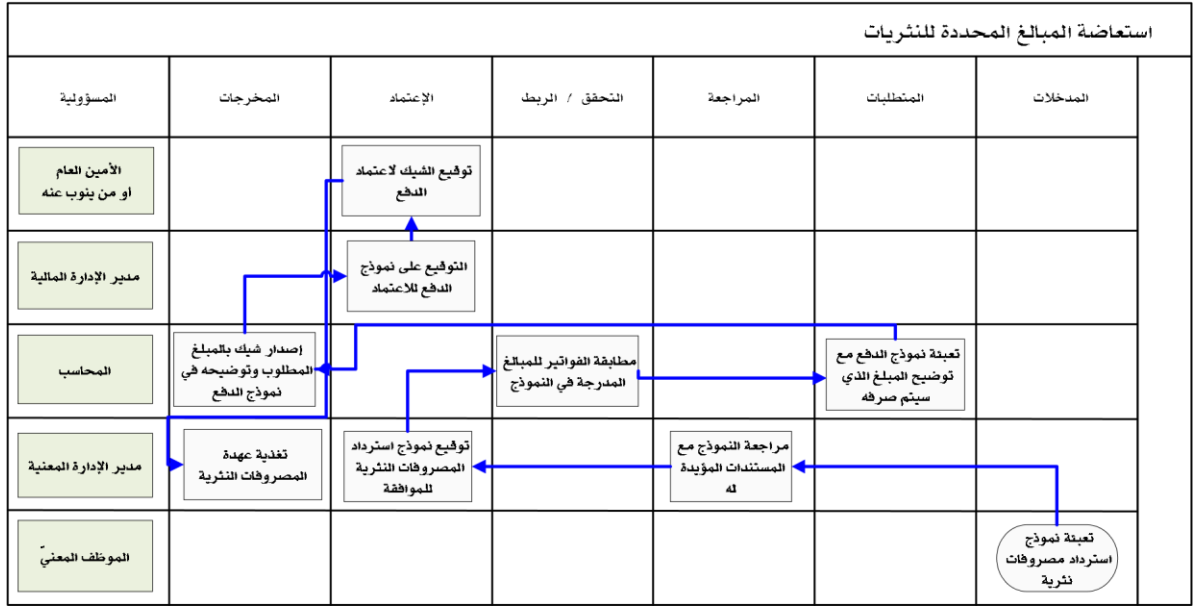 استعاضة المبالغ المحددة للنثريات
المدخلات
المتطلبات
المراجعة
التحقق / الربط
الإعتماد
المخرجات
المسؤولية
توقيع الشيك لاعتماد
الدفع
الأمين العام
أو من ينوب عنه
التوقيع على نموذج
الدفع للاعتماد
مدير الإدارة المالية
تعبئة نموذج الدفع مع
توضيح المبلغ الذي
سيتم صرفه
مطابقة الفواتير للمبالغ
المدرجة في النموذج
إصدار شيك بالمبلغ
المطلوب وتوضيحه في
نموذج الدفع
المحاسب
مراجعة النموذج مع
المستندات المؤيدة
له
توقيع نموذج استرداد
المصروفات النثرية
للموافقة
تغذية عهدة
المصروفات النثرية
مدير الإدارة المعنية
تعبئة نموذج
استرداد مصروفات
نثرية
الموظف المعنيّ